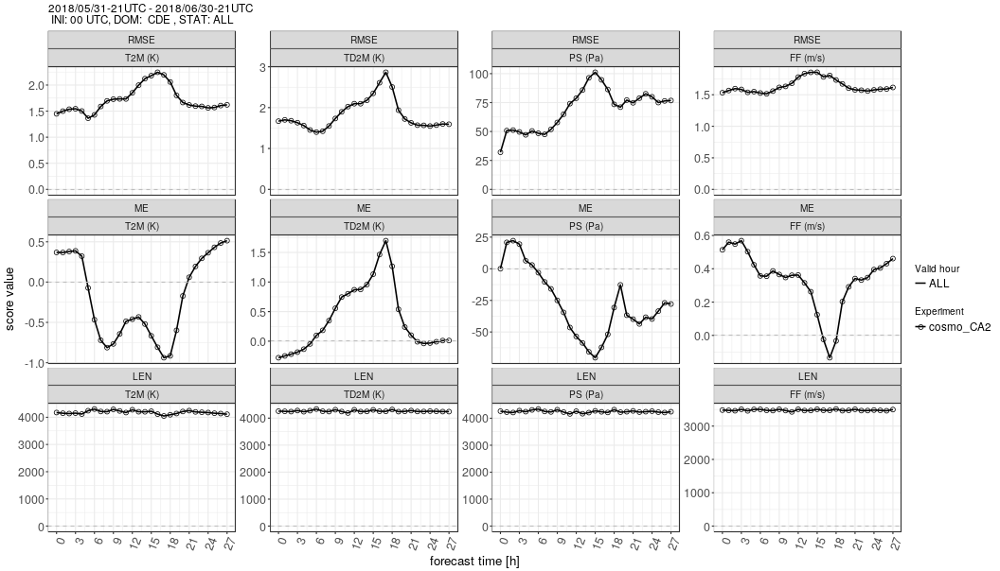 2018/05/31-21UTC - 2018/06/30-21UTC
INI: 00 UTC, DOM: CDE , STAT: ALL
RMSE RMSE RMSE RMSE
T2M (K) TD2M (K) PS (Pa) FF (m/s)
2.0 3 100 1.5
1.5 2 75 1.0
1.0 1 50 0.5
0.5 0 25 0.0
0.0 0
ME ME ME ME
T2M (K) TD2M (K) PS (Pa) FF (m/s)
0.5 1.5 25 0.6
0.0 1.0 0 0.4
-0.5 0.5 -25 0.2
-1.0 0.0 -50 0.0
score value
Valid hour
ALL
Experiment
cosmo_CA2
LEN LEN LEN LEN
T2M (K) TD2M (K) PS (Pa) FF (m/s)
4000 4000 4000 3000
3000 3000 3000 2000
2000 2000 2000 1000
1000 1000 1000 0
0 0 0
0 3 6 9 12 15 18 21 24 27 0 3 6 9 12 15 18 21 24 27 0 3 6 9 12 15 18 21 24 27 0 3 6 9 12 15 18 21 24 27
forecast time [h]